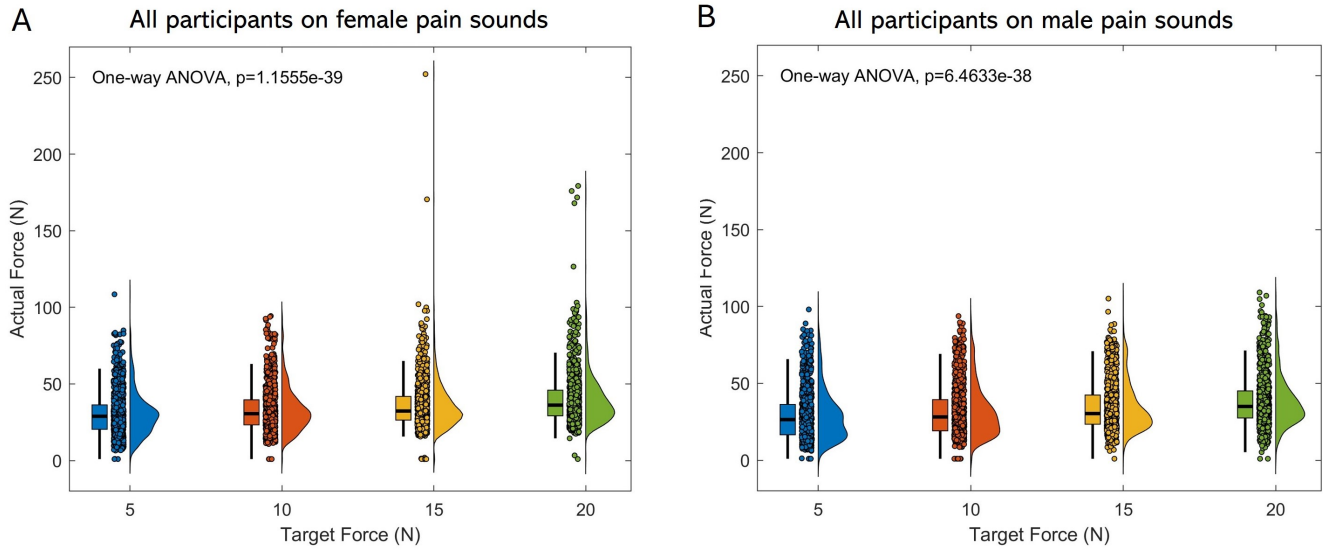 A
All participants on female pain sounds
One-way ANOVA, p=1.1555e-39
250
200
150
100
50
0
Actual Force (N)
5 10 15 20
Target Force (N)
B
All participants on male pain sounds
One-way ANOVA, p=6.4633e-38
250
200
150
100
50
0
Actual Force (N)
5 10 15 20
Target Force (N)